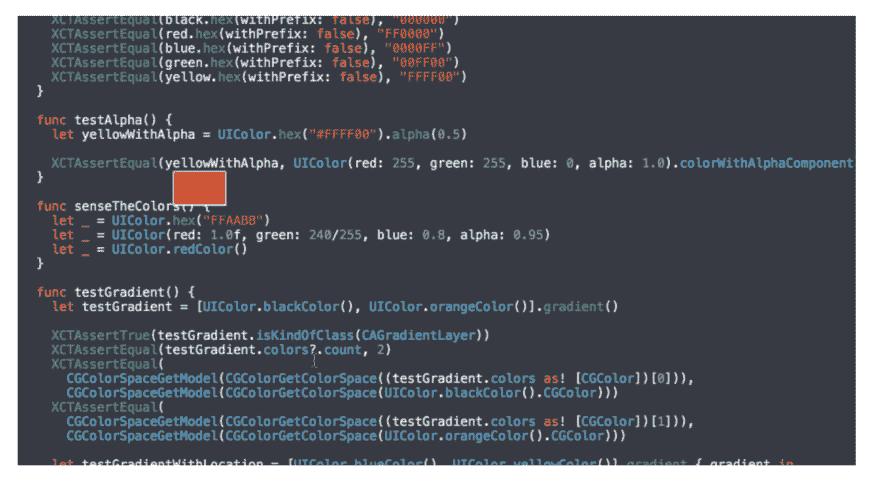 XCTAssertEqual(black.hex(withPrefix: false), "000000")
XCTAssertEqual(red.hex(withPrefix: false), "FF0000")
XCTAssertEqual(blue.hex(withPrefix: false), "0000FF")
XCTAssertEqual(green.hex(withPrefix: false), "00FF00")
XCTAssertEqual(yellow.hex(withPrefix: false), "FFFF00")
}
func testAlpha() {
let yellowWithAlpha = UIColor.hex("#FFFF00").alpha(0.5)
XCTAssertEqual(yellowWithAlpha, UIColor(red: 255, green: 255, blue: 0, alpha: 1.0).colorWithAlphaComponent
}
func senseTheColors() {
let _ = UIColor.hex("FFAABB")
let _ = UIColor(red: 1.0f, green: 240/255, blue: 0.8, alpha: 0.95)
let _ = UIColor.redColor()
}
func testGradient() {
let testGradient = [UIColor.blackColor(), UIColor.orangeColor()].gradient()
XCTAssertTrue(testGradient.isKindOfClass(CAGradientLayer))
XCTAssertEqual(testGradient.colors?.count, 2)
XCTAssertEqual(
CGColorSpaceGetModel(CGColorGetColorSpace((testGradient.colors as! [CGColor])[0])),
CGColorSpaceGetModel(CGColorGetColorSpace(UIColor.blackColor().CGColor)))
XCTAssertEqual(
CGColorSpaceGetModel(CGColorGetColorSpace((testGradient.colors as! [CGColor])[1])),
CGColorSpaceGetModel(CGColorGetColorSpace(UIColor.orangeColor().CGColor)))
let testGradientWithLocation = [UIColor.blueColor(), UIColor.yellowColor()].gradient { gradient in